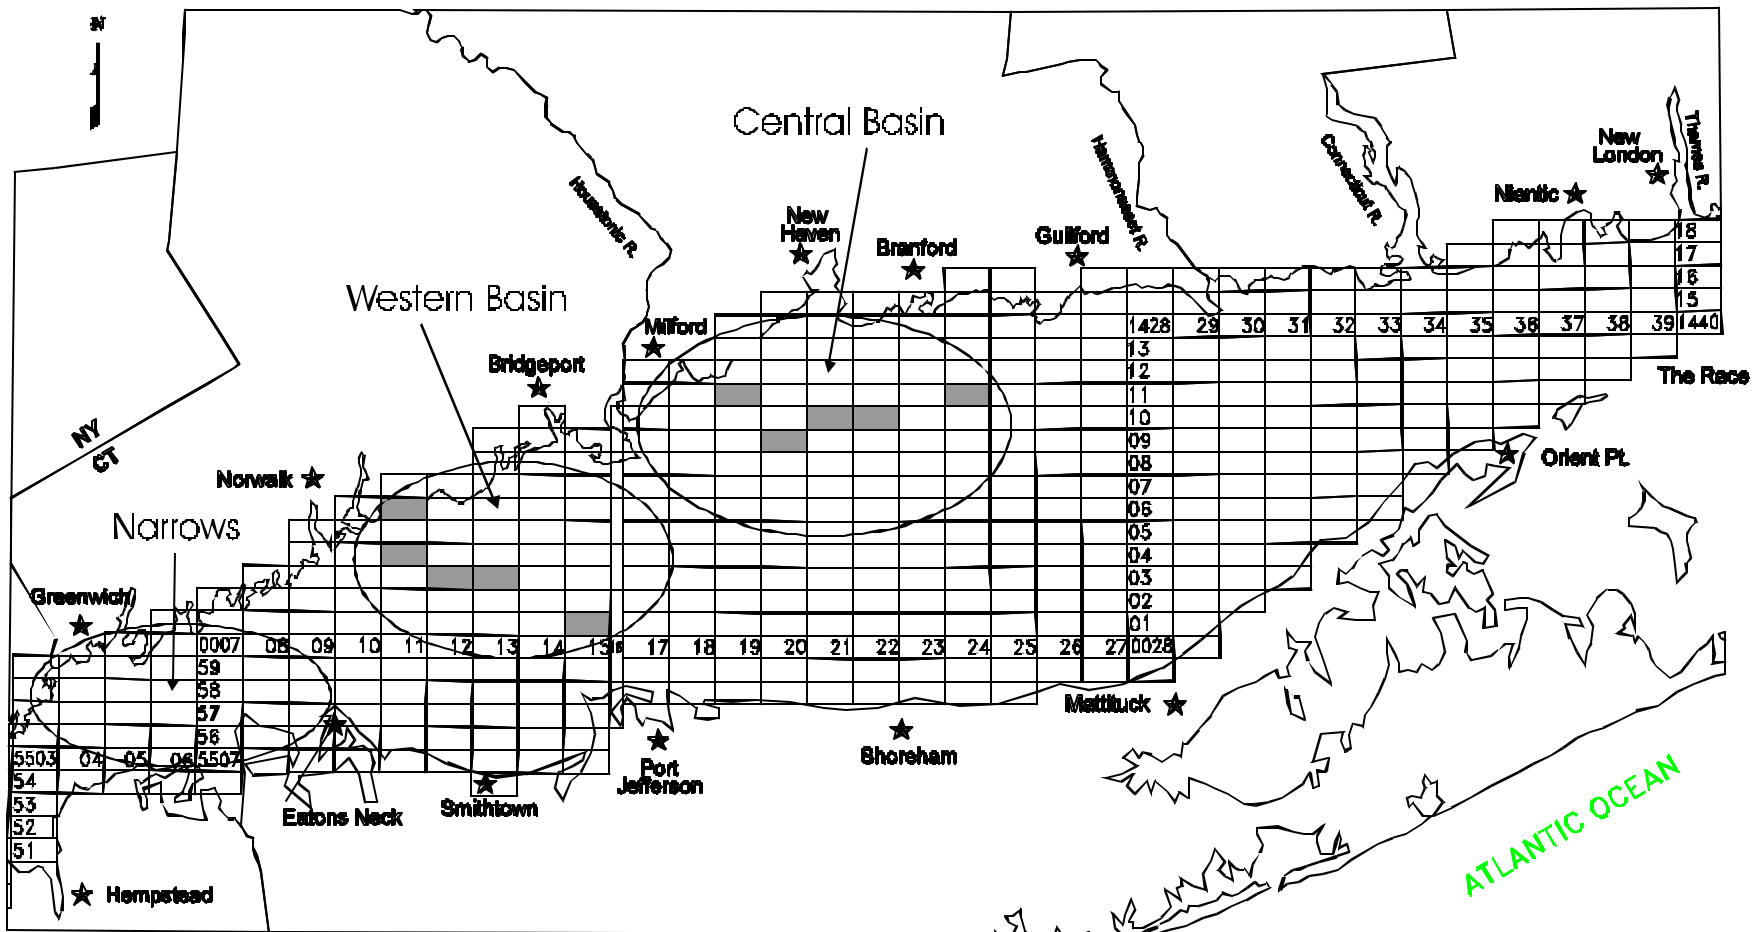 N
Central Basin
Western Basin
Narrows
Housatonic R.
Hammonasset R.
Connecticut R.
Thames R.
New
London
Niantic
New
Haven
Branford
Guilford
Milford
Bridgeport
Norwalk
Greenwich
NY
CT
18
17
16
15
1428 29 30 31 32 33 34 35 36 37 38 39 1440
13
12
11
10
09
08
07
06
05
04
03
02
01
The Race
Orient Pt.
0007 08 09 10 11 12 13 14 15 16 17 18 19 20 21 22 23 24 25 26 27 0028
59
58
57
56
5503 04 05 06 5507
54
53
52
51
Mattituck
Shoreham
Port
Jefferson
Smithtown
Eatons Neck
Hempstead
ATLANTIC OCEAN